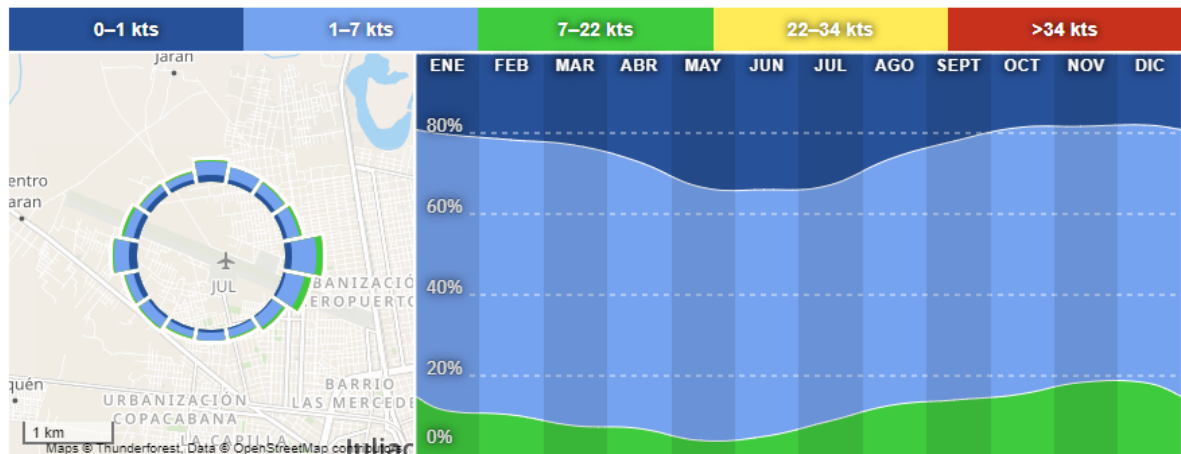 0–1 kts
1–7 kts
7–22 kts
22–34 kts
>34 kts
Jaran
entro
aran
JUL
BANIZACIÓ
EROPUERTO
quén
URBANIZACIÓN
COPACABANA
BARRIO
LAS MERCEDE
LA CAPILLA
Juliac
1 km
Maps © Thunderforest, Data © OpenStreetMap contributors
ENE FEB MAR ABR MAY JUN JUL AGO SEPT OCT NOV DIC
80%
60%
40%
20%
0%